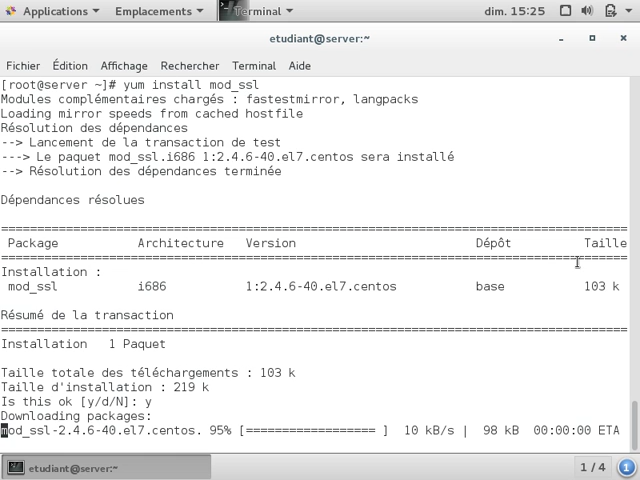 Applications Emplacements Terminal dim. 15:25
etudiant@server:~
Fichier Édition Affichage Rechercher Terminal Aide
[root@server ~]# yum install mod_ssl
Modules complémentaires chargés : fastestmirror, langpacks
Loading mirror speeds from cached hostfile
Résolution des dépendances
--> Lancement de la transaction de test
---> Le paquet mod_ssl.i686 1:2.4.6-40.el7.centos sera installé
--> Résolution des dépendances terminée
Dépendances résolues
================================================================================
Package Architecture Version Dépôt Taille
================================================================================
Installation :
mod_ssl i686 1:2.4.6-40.el7.centos base 103 k
Résumé de la transaction
================================================================================
Installation 1 Paquet
Taille totale des téléchargements : 103 k
Taille d'installation : 219 k
Is this ok [y/d/N]: y
Downloading packages:
mod_ssl-2.4.6-40.el7.centos. 95% [================== ] 10 kB/s | 98 kB 00:00:00 ETA
etudiant@server:~ 1 / 4 1